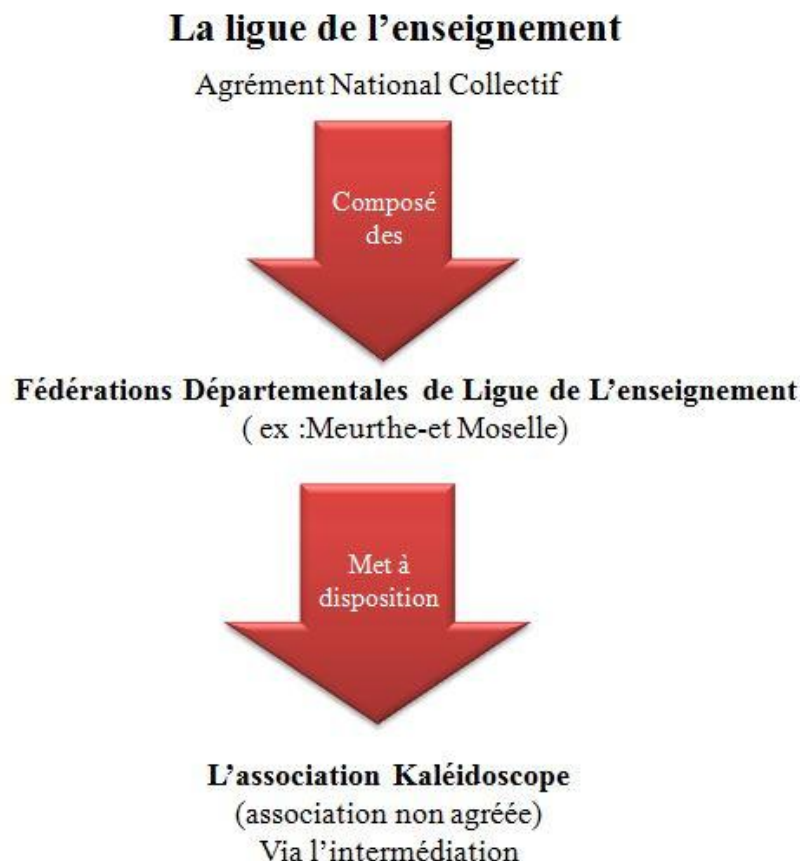 La ligue de l’enseignement
Agrément National Collectif
Composé
des
Fédérations Départementales de Ligue de L’enseignement
( ex :Meurthe-et Moselle)
Met à
disposition
L’association Kaléidoscope
(association non agréée)
Via l’intermédiation